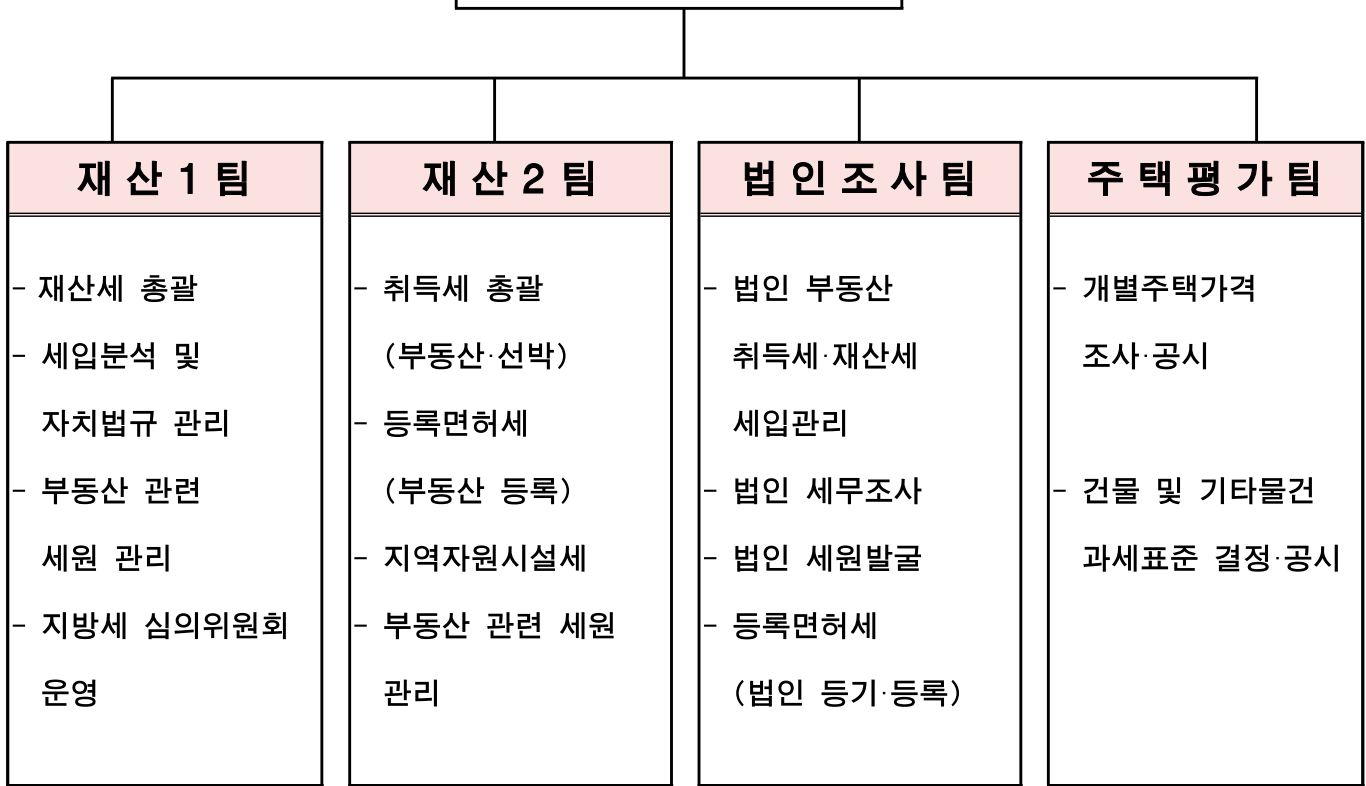 재산1팀
- 재산세 총괄
- 세입분석 및
자치법규 관리
- 부동산 관련
세원 관리
- 지방세 심의위원회
운영
재산2팀
- 취득세 총괄
(부동산·선박)
- 등록면허세
(부동산 등록)
- 지역자원시설세
- 부동산 관련 세원
관리
법인조사팀
- 법인 부동산
취득세·재산세
세입관리
- 법인 세무조사
- 법인 세원발굴
- 등록면허세
(법인 등기·등록)
주택평가팀
- 개별주택가격
조사·공시
- 건물 및 기타물건
과세표준 결정·공시